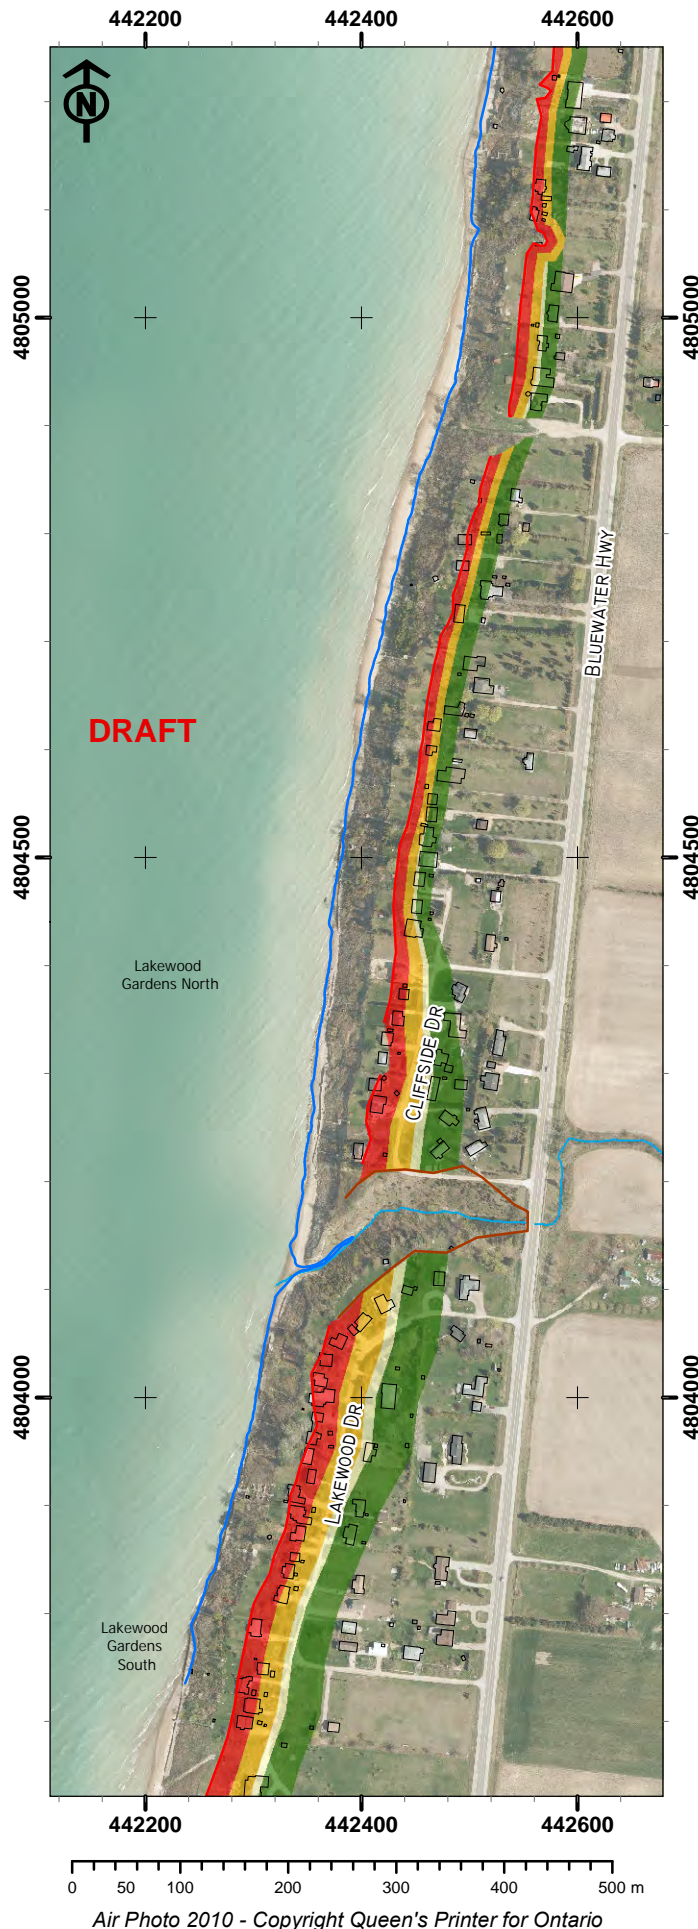 442200 442400 442600
N
4805000 4805000
BLUEWATER HWY
DRAFT
4804500 4804500
Lakewood
Gardens North
CLIFFSIDE DR
4804000 4804000
LAKEWOOD DR
Lakewood
Gardens
South
442200 442400 442600
0 50 100 200 300 400 500 m
Air Photo 2010 - Copyright Queen's Printer for Ontario